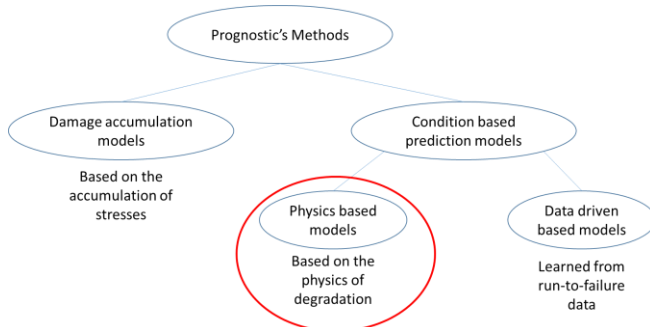 Prognostic's Methods
Damage accumulation
models
Based on the
accumulation of
stresses
Condition based
prediction models
Physics based
models
Based on the
physics of
degradation
Data driven
based models
Learned from
run-to-failure
data